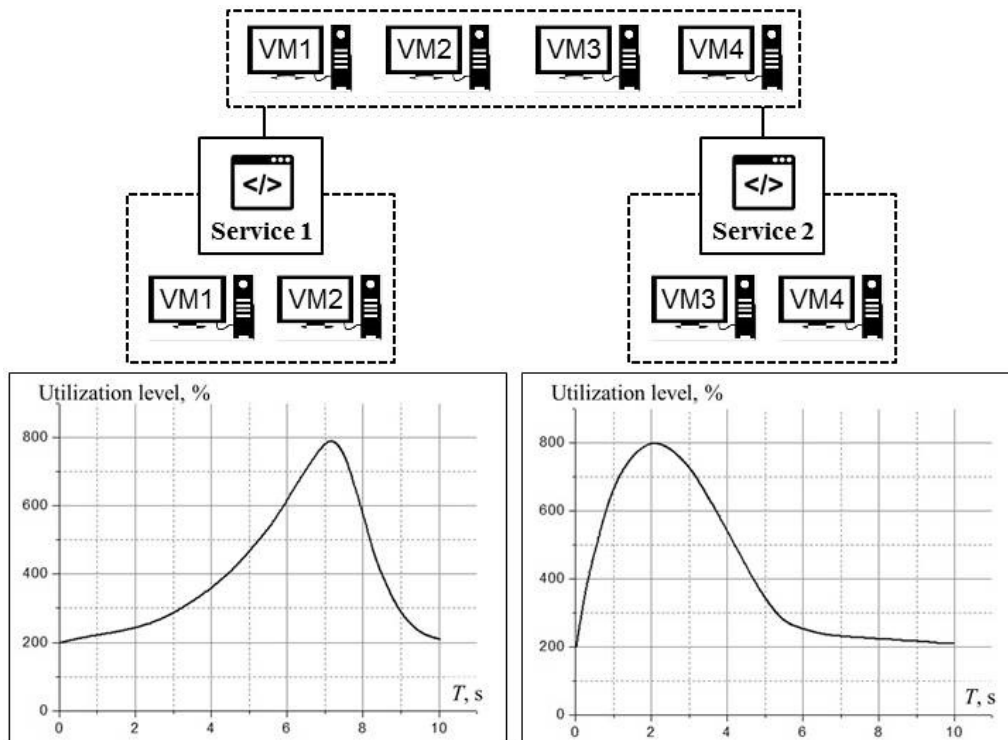 VM1 VM2 VM3 VM4
</>
</>
Service 1
Service 2
VM1 VM2
VM3 VM4
Utilization level, %
800
600
400
200
0
0 2 4 6 8 10
T, s
Utilization level, %
800
600
400
200
0
0 2 4 6 8 10
T, s